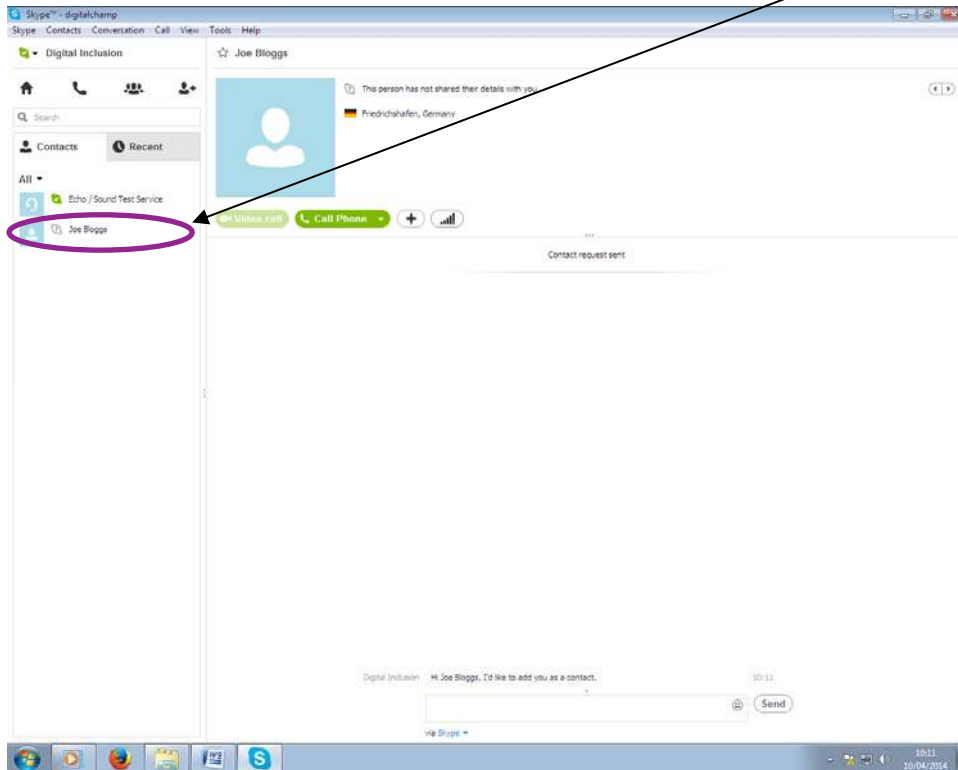 Skype™ - digitalchamp
Skype Contacts Conversation Call View Tools Help
Digital Inclusion
Joe Bloggs
This person has not shared their details with you
Search
Friedrichshafen, Germany
Contacts
Recent
All
Echo / Sound Test Service
Joe Bloggs
Video call
Call Phone
Contact request sent
Digital Inclusion Hi Joe Bloggs, I'd like to add you as a contact. 10:11
Send
via Skype
10:11
10/04/2014